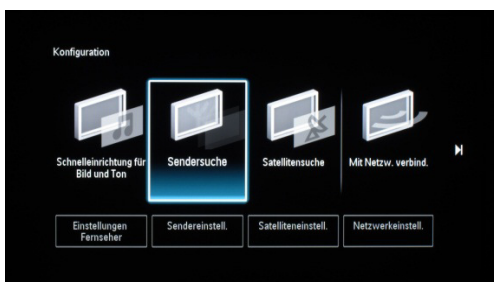 Konfiguration
Schnelleinrichtung für
Bild und Ton
Sendersuche
Satellitensuche
Mit Netzw. verbind.
Einstellungen
Fernseher
Sendereinstell.
Satelliteneinstell.
Netzwerkeinstell.